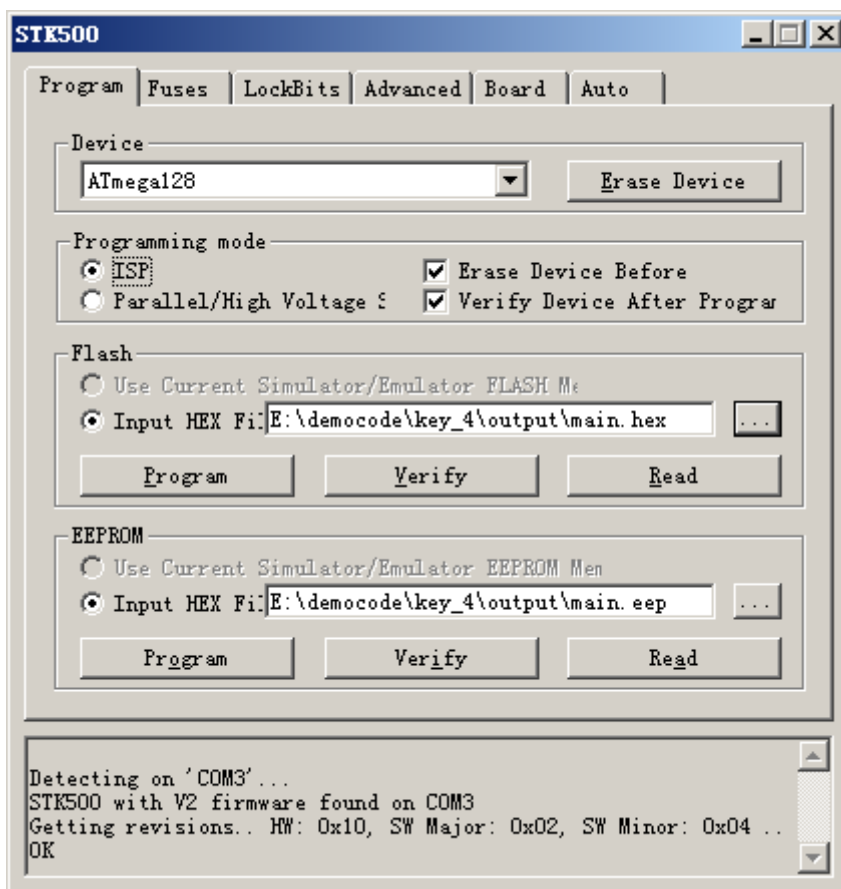 STK500
Program Fuses LockBits Advanced Board Auto
Device
ATmega128 Erase Device
Programming mode
ISP Erase Device Before
Parallel/High Voltage S Verify Device After Program
Flash
Use Current Simulator/Emulator FLASH Me
Input HEX Fil E:\democode\key_4\output\main.hex ...
Program Verify Read
EEPROM
Use Current Simulator/Emulator EEPROM Mem
Input HEX Fil E:\democode\key_4\output\main.eep ...
Program Verify Read
Detecting on 'COM3'...
STK500 with V2 firmware found on COM3
Getting revisions.. HW: 0x10, SW Major: 0x02, SW Minor: 0x04 ..
OK